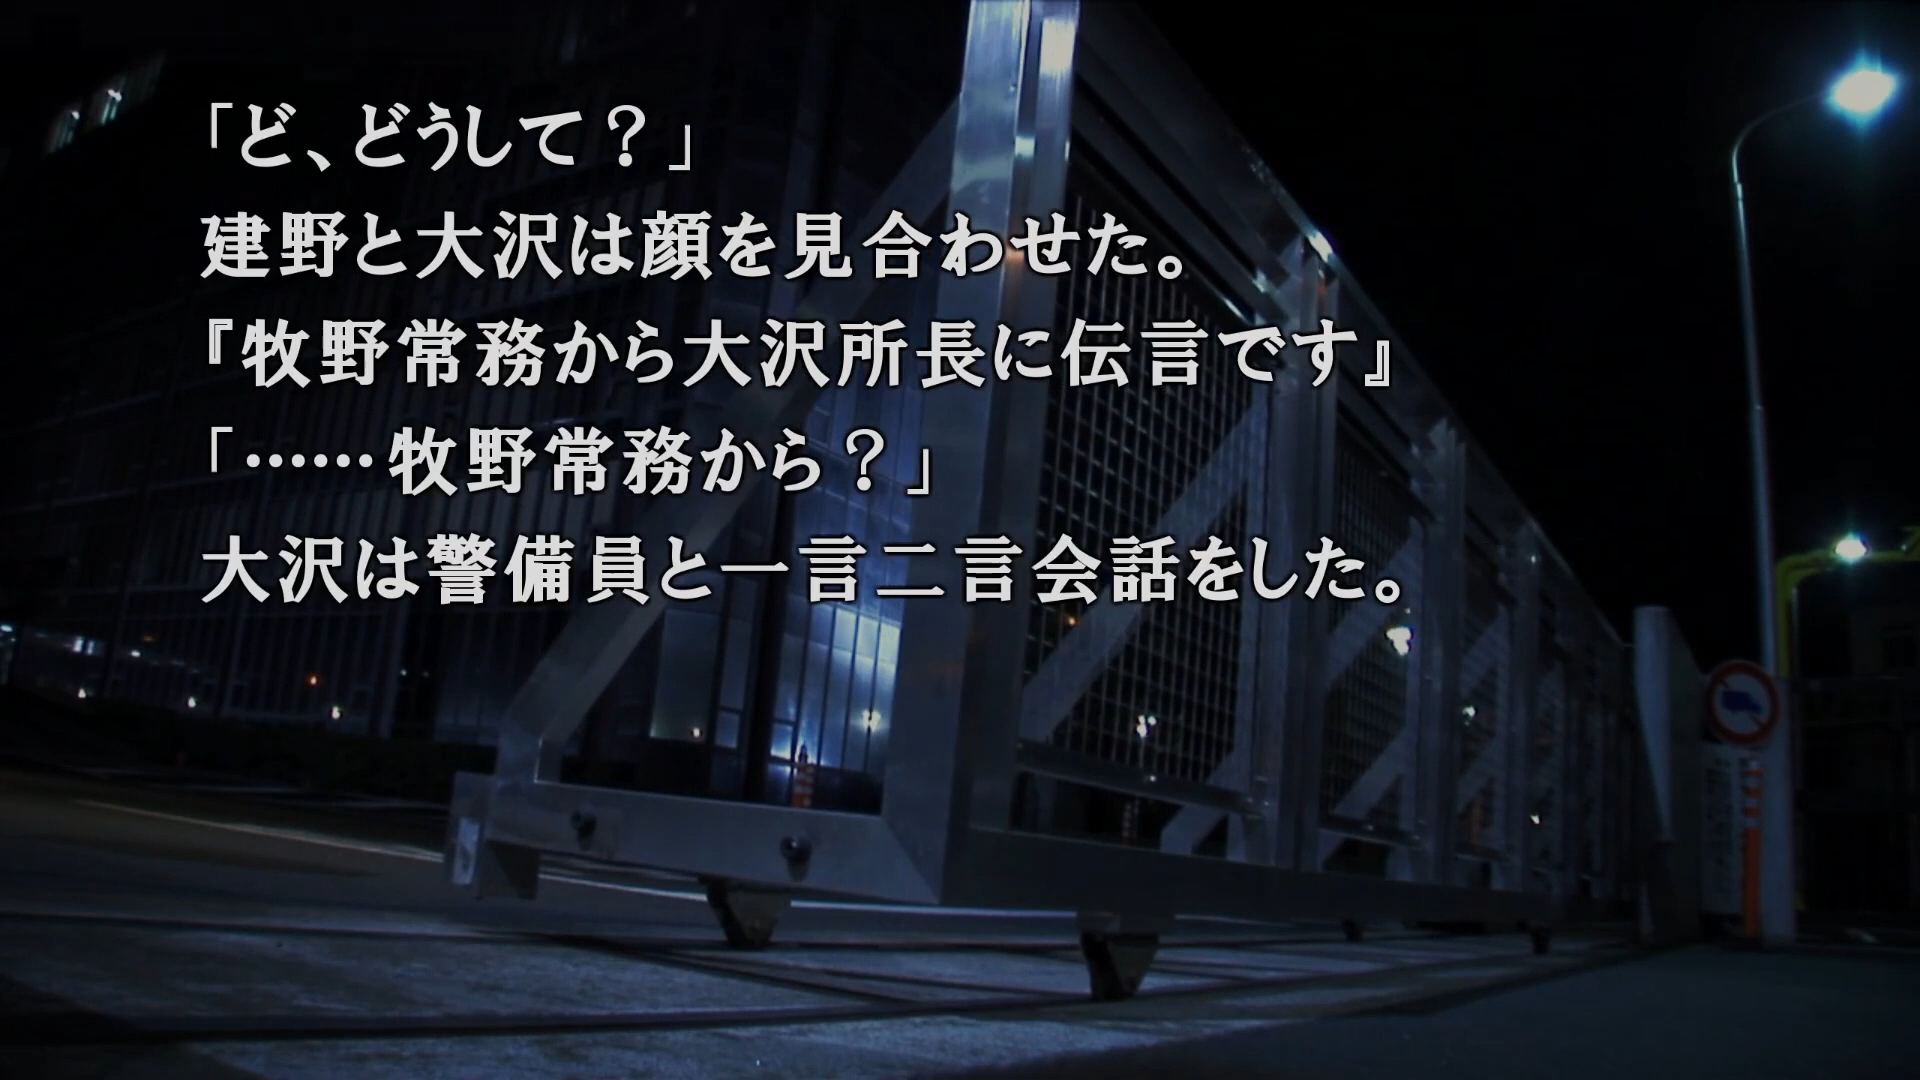 「ど、どうして？」
建野と大沢は顔を見合わせた。
『牧野常務から大沢所長に伝言です』
「……牧野常務から？」
大沢は警備員と一言二言会話をした。